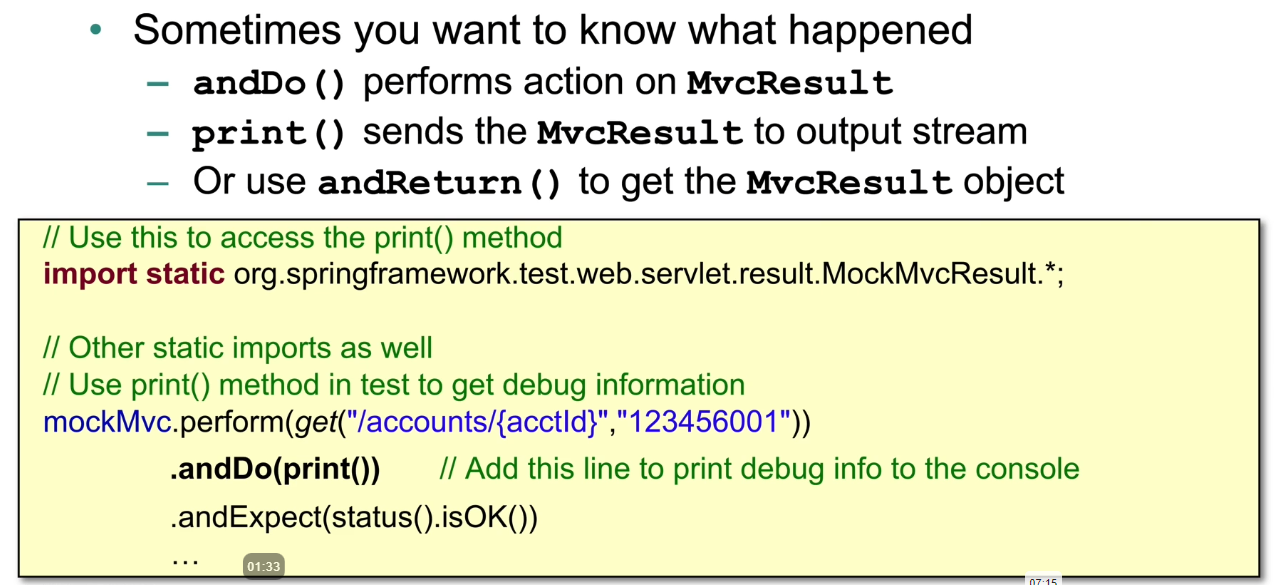 • Sometimes you want to know what happened
– andDo() performs action on MvcResult
– print() sends the MvcResult to output stream
– Or use andReturn() to get the MvcResult object
// Use this to access the print() method
import static org.springframework.test.web.servlet.result.MockMvcResult.*;
// Other static imports as well
// Use print() method in test to get debug information
mockMvc.perform(get("/accounts/{acctId}","123456001"))
.andDo(print()) // Add this line to print debug info to the console
.andExpect(status().isOK())
...
01:33
07:15